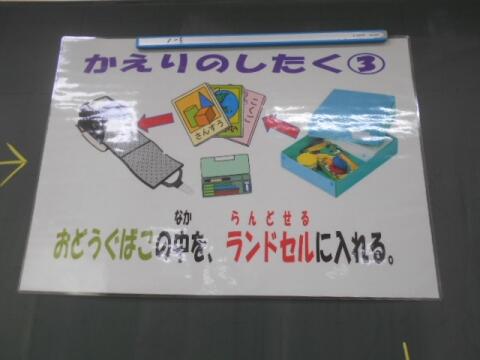 かえりのしたく③
さんすう
こくご
なか らんどせる
おどうぐばこの中を、ランドセルに入れる。